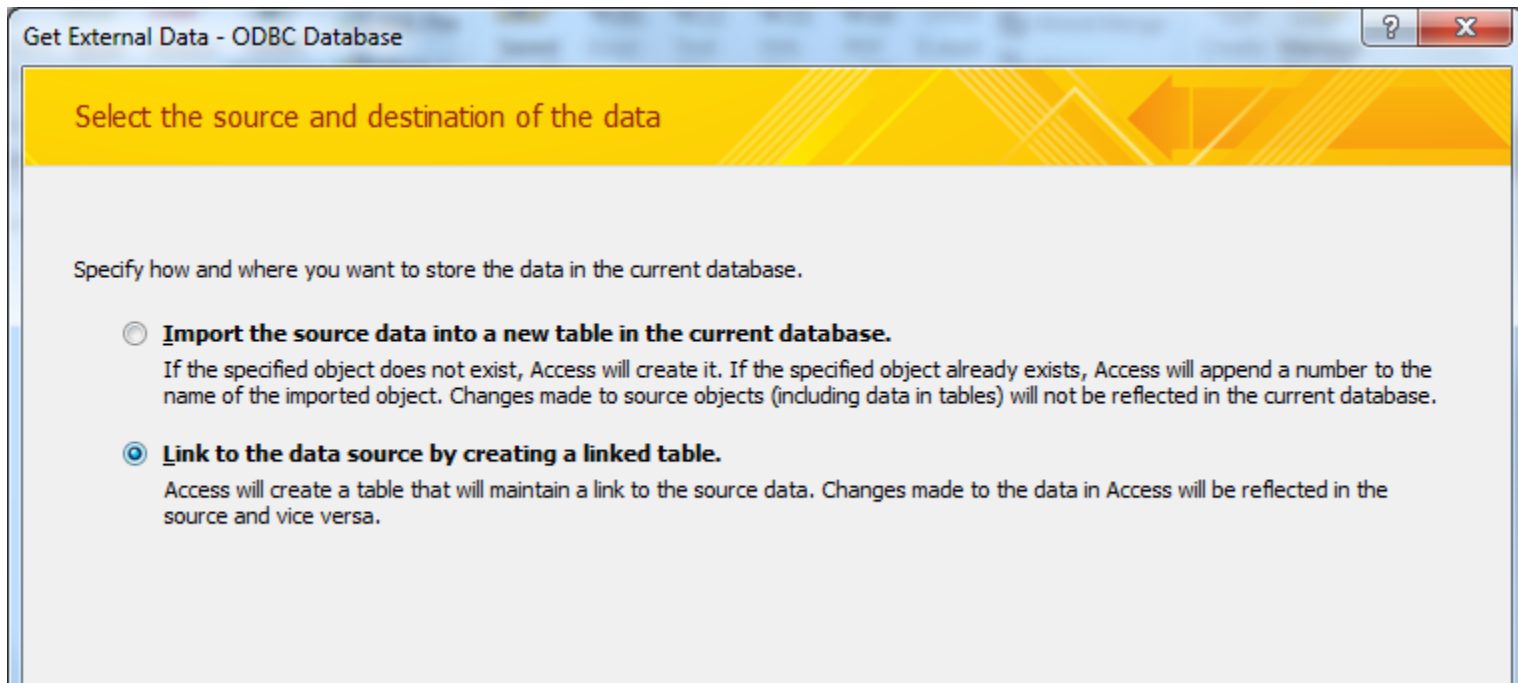 Get External Data - ODBC Database
Select the source and destination of the data
Specify how and where you want to store the data in the current database.
Import the source data into a new table in the current database.
If the specified object does not exist, Access will create it. If the specified object already exists, Access will append a number to the
name of the imported object. Changes made to source objects (including data in tables) will not be reflected in the current database.
Link to the data source by creating a linked table.
Access will create a table that will maintain a link to the source data. Changes made to the data in Access will be reflected in the
source and vice versa.